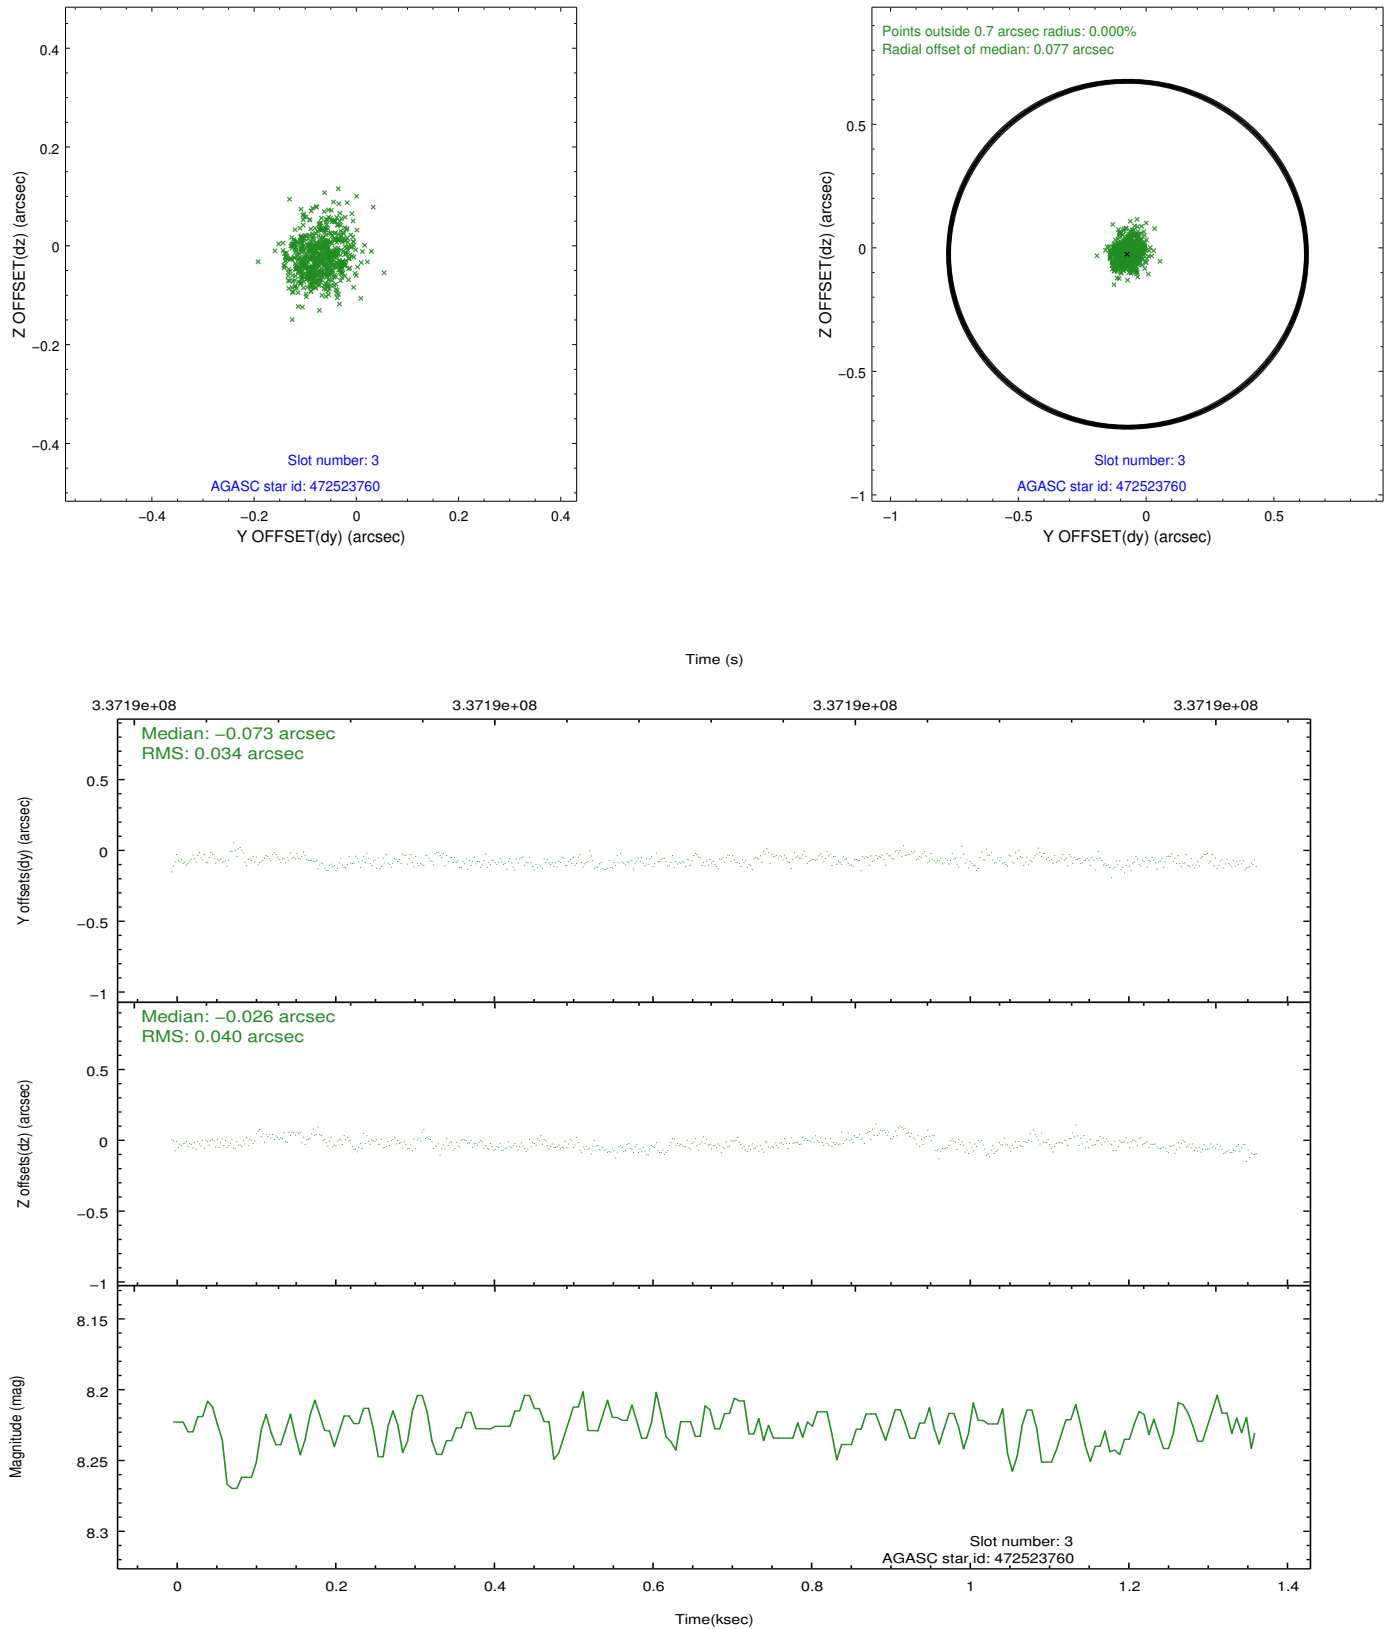 0.4
0.2
0
−0.2
−0.4
Z OFFSET(dz) (arcsec)
Slot number: 3
AGASC star id: 472523760
−0.4 −0.2 0 0.2 0.4
Y OFFSET(dy) (arcsec)
Points outside 0.7 arcsec radius: 0.000%
Radial offset of median: 0.077 arcsec
0.5
0
−0.5
−1
Z OFFSET(dz) (arcsec)
Slot number: 3
AGASC star id: 472523760
−1 −0.5 0 0.5
Y OFFSET(dy) (arcsec)
Time (s)
3.3719e+08 3.3719e+08 3.3719e+08 3.3719e+08
Median: −0.073 arcsec
RMS: 0.034 arcsec
0.5
0
−0.5
−1
Y offsets(dy) (arcsec)
Median: −0.026 arcsec
RMS: 0.040 arcsec
0.5
0
−0.5
−1
Z offsets(dz) (arcsec)
8.15
8.2
8.25
8.3
Magnitude (mag)
Slot number: 3
AGASC star id: 472523760
0 0.2 0.4 0.6 0.8 1 1.2 1.4
Time(ksec)